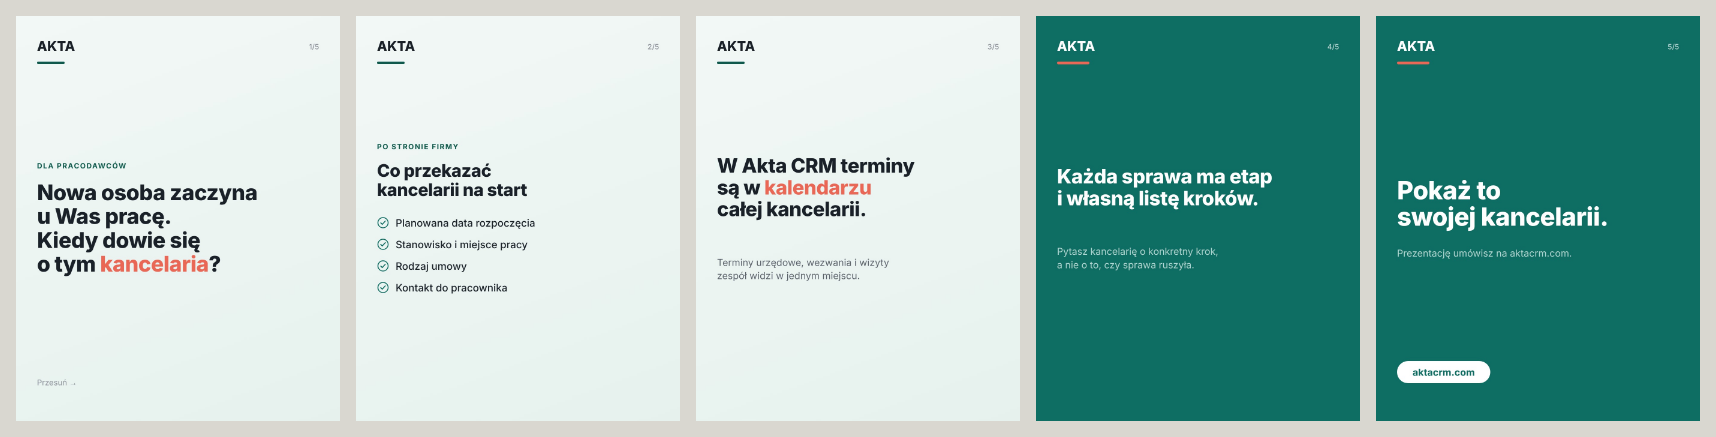 AKTA
1/5
DLA PRACODAWCÓW
Nowa osoba zaczyna
u Was pracę.
Kiedy dowie się
o tym kancelaria?
Przesuń →
AKTA
2/5
PO STRONIE FIRMY
Co przekazać
kancelarii na start
Planowana data rozpoczęcia
Stanowisko i miejsce pracy
Rodzaj umowy
Kontakt do pracownika
AKTA
3/5
W Akta CRM terminy
są w kalendarzu
całej kancelarii.
Terminy urzędowe, wezwania i wizyty
zespół widzi w jednym miejscu.
AKTA
4/5
Każda sprawa ma etap
i własną listę kroków.
Pytasz kancelarię o konkretny krok,
a nie o to, czy sprawa ruszyła.
AKTA
5/5
Pokaż to
swojej kancelarii.
Prezentację umówisz na aktacrm.com.
aktacrm.com